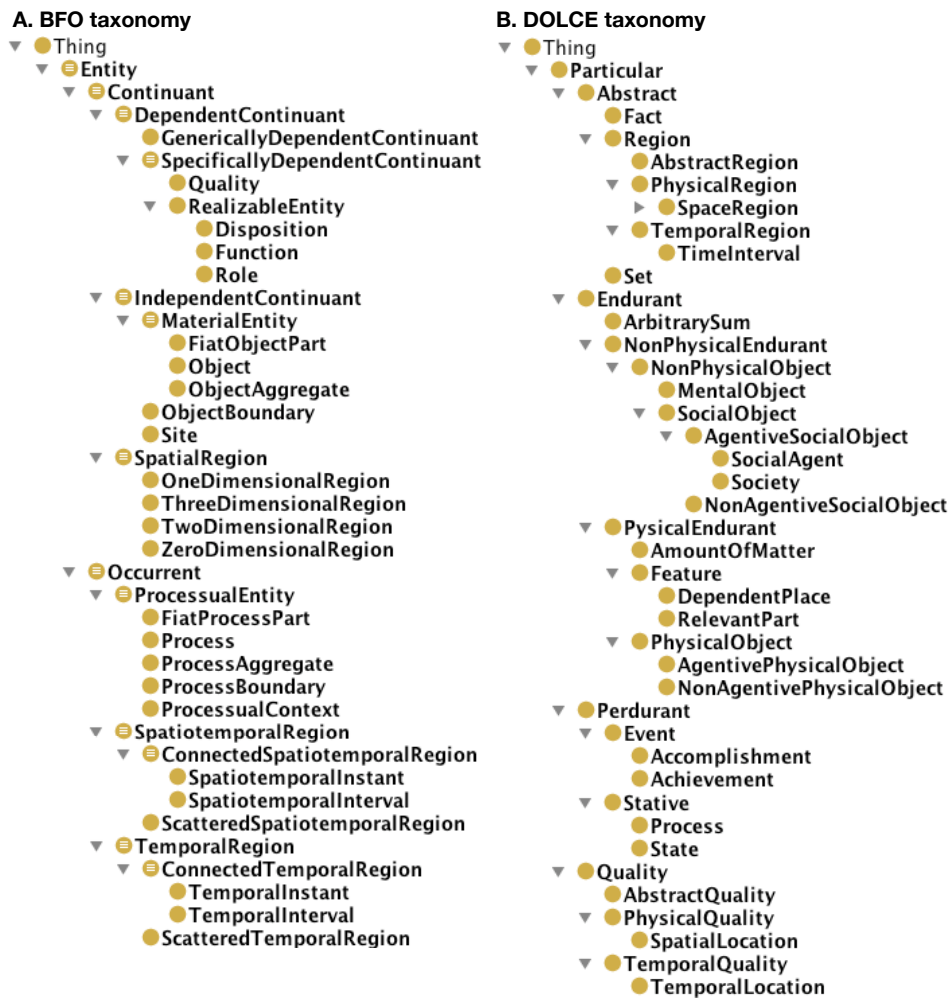 A. BFO taxonomy
Thing
Entity
Continuant
DependentContinuant
GenericallyDependentContinuant
SpecificallyDependentContinuant
Quality
RealizableEntity
Disposition
Function
Role
IndependentContinuant
MaterialEntity
FiatObjectPart
Object
ObjectAggregate
ObjectBoundary
Site
SpatialRegion
OneDimensionalRegion
ThreeDimensionalRegion
TwoDimensionalRegion
ZeroDimensionalRegion
Occurrent
ProcessualEntity
FiatProcessPart
Process
ProcessAggregate
ProcessBoundary
ProcessualContext
SpatiotemporalRegion
ConnectedSpatiotemporalRegion
SpatiotemporalInstant
SpatiotemporalInterval
ScatteredSpatiotemporalRegion
TemporalRegion
ConnectedTemporalRegion
TemporalInstant
TemporalInterval
ScatteredTemporalRegion
B. DOLCE taxonomy
Thing
Particular
Abstract
Fact
Region
AbstractRegion
PhysicalRegion
SpaceRegion
TemporalRegion
TimeInterval
Set
Endurant
ArbitrarySum
NonPhysicalEndurant
NonPhysicalObject
MentalObject
SocialObject
AgentiveSocialObject
SocialAgent
Society
NonAgentiveSocialObject
PysicalEndurant
AmountOfMatter
Feature
DependentPlace
RelevantPart
PhysicalObject
AgentivePhysicalObject
NonAgentivePhysicalObject
Perdurant
Event
Accomplishment
Achievement
Stative
Process
State
Quality
AbstractQuality
PhysicalQuality
SpatialLocation
TemporalQuality
TemporalLocation